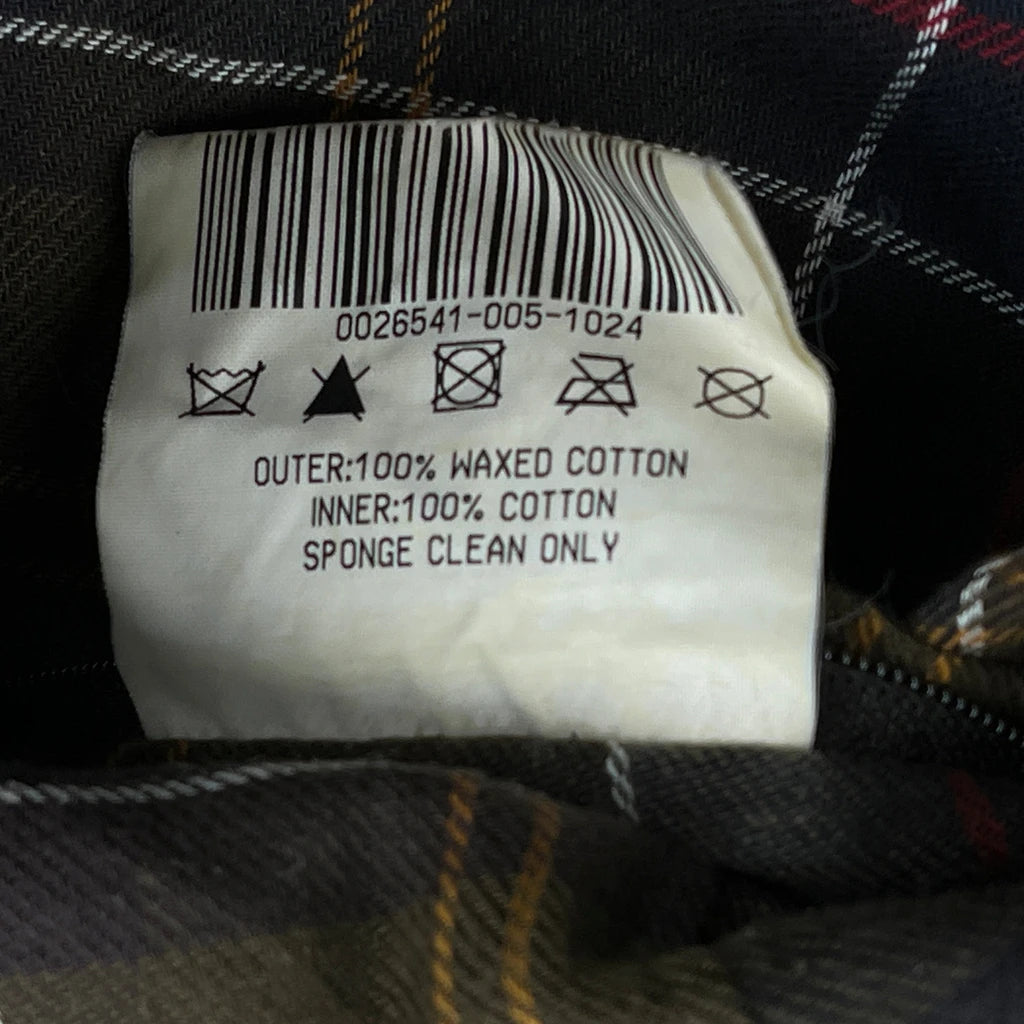 0026541-005-1024
OUTER:100% WAXED COTTON
INNER:100% COTTON
SPONGE CLEAN ONLY